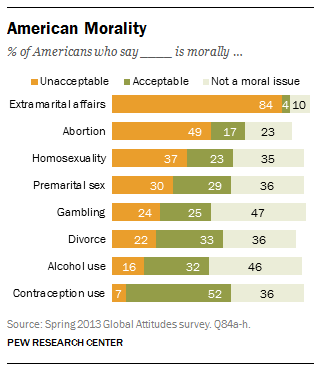 American Morality
% of Americans who say _____ is morally ...
Unacceptable Acceptable Not a moral issue
Extramarital affairs 84 4 10
Abortion 49 17 23
Homosexuality 37 23 35
Premarital sex 30 29 36
Gambling 24 25 47
Divorce 22 33 36
Alcohol use 16 32 46
Contraception use 7 52 36
Source: Spring 2013 Global Attitudes survey. Q84a-h.
PEW RESEARCH CENTER